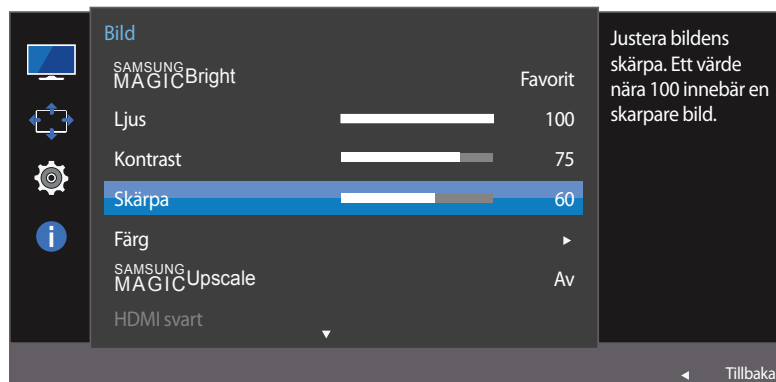 Bild
SAMSUNG MAGICBright Favorit
Ljus 100
Kontrast 75
Skärpa 60
Färg
SAMSUNG MAGICUpscale Av
HDMI svart
Justera bildens
skärpa. Ett värde
nära 100 innebär en
skarpare bild.
Tillbaka